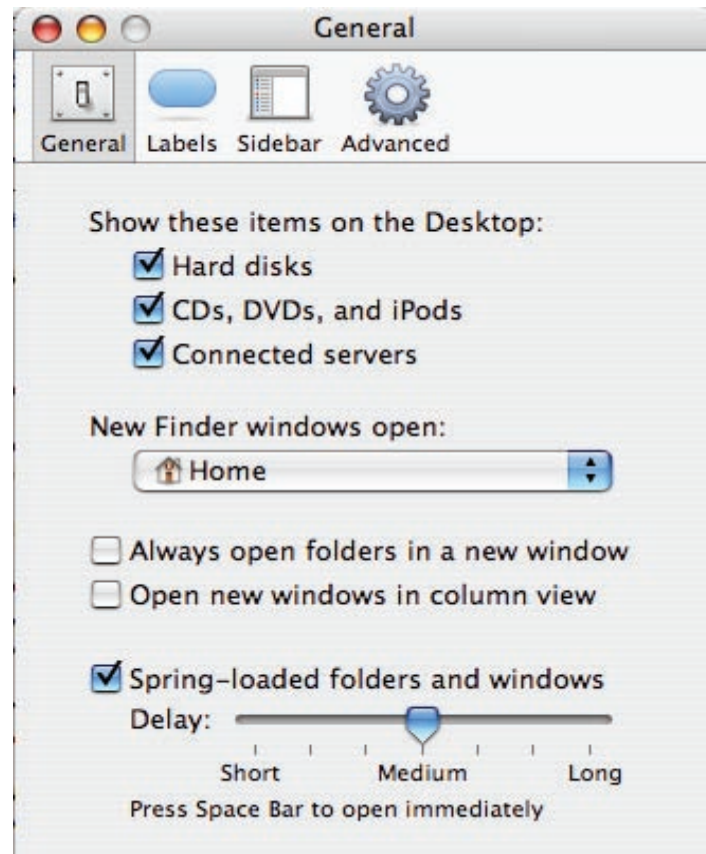 General
General Labels Sidebar Advanced
Show these items on the Desktop:
Hard disks
CDs, DVDs, and iPods
Connected servers
New Finder windows open:
Home
Always open folders in a new window
Open new windows in column view
Spring-loaded folders and windows
Delay:
Short Medium Long
Press Space Bar to open immediately